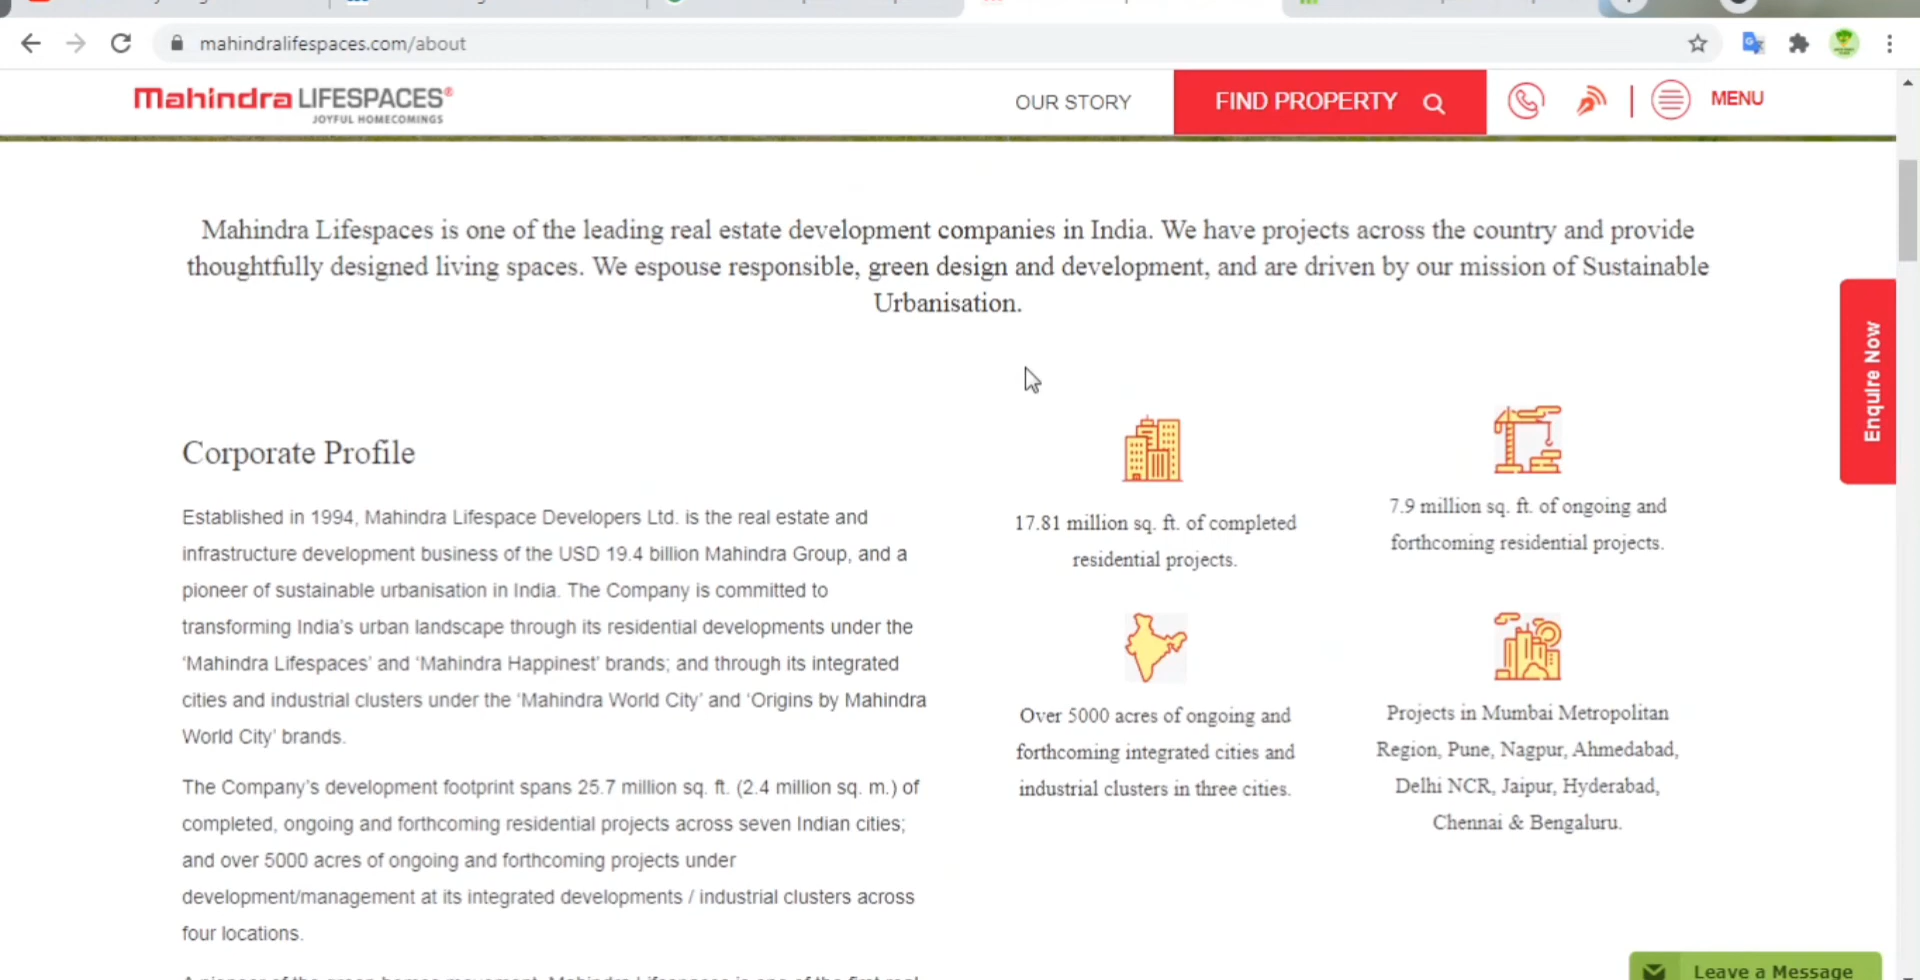 mahindralifespaces.com/about
Mahindra LIFESPACES®
JOYFUL HOMECOMINGS
OUR STORY
FIND PROPERTY
MENU
Mahindra Lifespaces is one of the leading real estate development companies in India. We have projects across the country and provide
thoughtfully designed living spaces. We espouse responsible, green design and development, and are driven by our mission of Sustainable
Urbanisation.
Enquire Now
Corporate Profile
Established in 1994, Mahindra Lifespace Developers Ltd. is the real estate and
infrastructure development business of the USD 19.4 billion Mahindra Group, and a
pioneer of sustainable urbanisation in India. The Company is committed to
transforming India's urban landscape through its residential developments under the
‘Mahindra Lifespaces’ and ‘Mahindra Happinest’ brands; and through its integrated
cities and industrial clusters under the ‘Mahindra World City’ and ‘Origins by Mahindra
World City’ brands.
The Company's development footprint spans 25.7 million sq. ft. (2.4 million sq. m.) of
completed, ongoing and forthcoming residential projects across seven Indian cities;
and over 5000 acres of ongoing and forthcoming projects under
development/management at its integrated developments / industrial clusters across
four locations.
17.81 million sq. ft. of completed
residential projects.
7.9 million sq. ft. of ongoing and
forthcoming residential projects.
Over 5000 acres of ongoing and
forthcoming integrated cities and
industrial clusters in three cities.
Projects in Mumbai Metropolitan
Region, Pune, Nagpur, Ahmedabad,
Delhi NCR, Jaipur, Hyderabad,
Chennai & Bengaluru.
Leave a Message